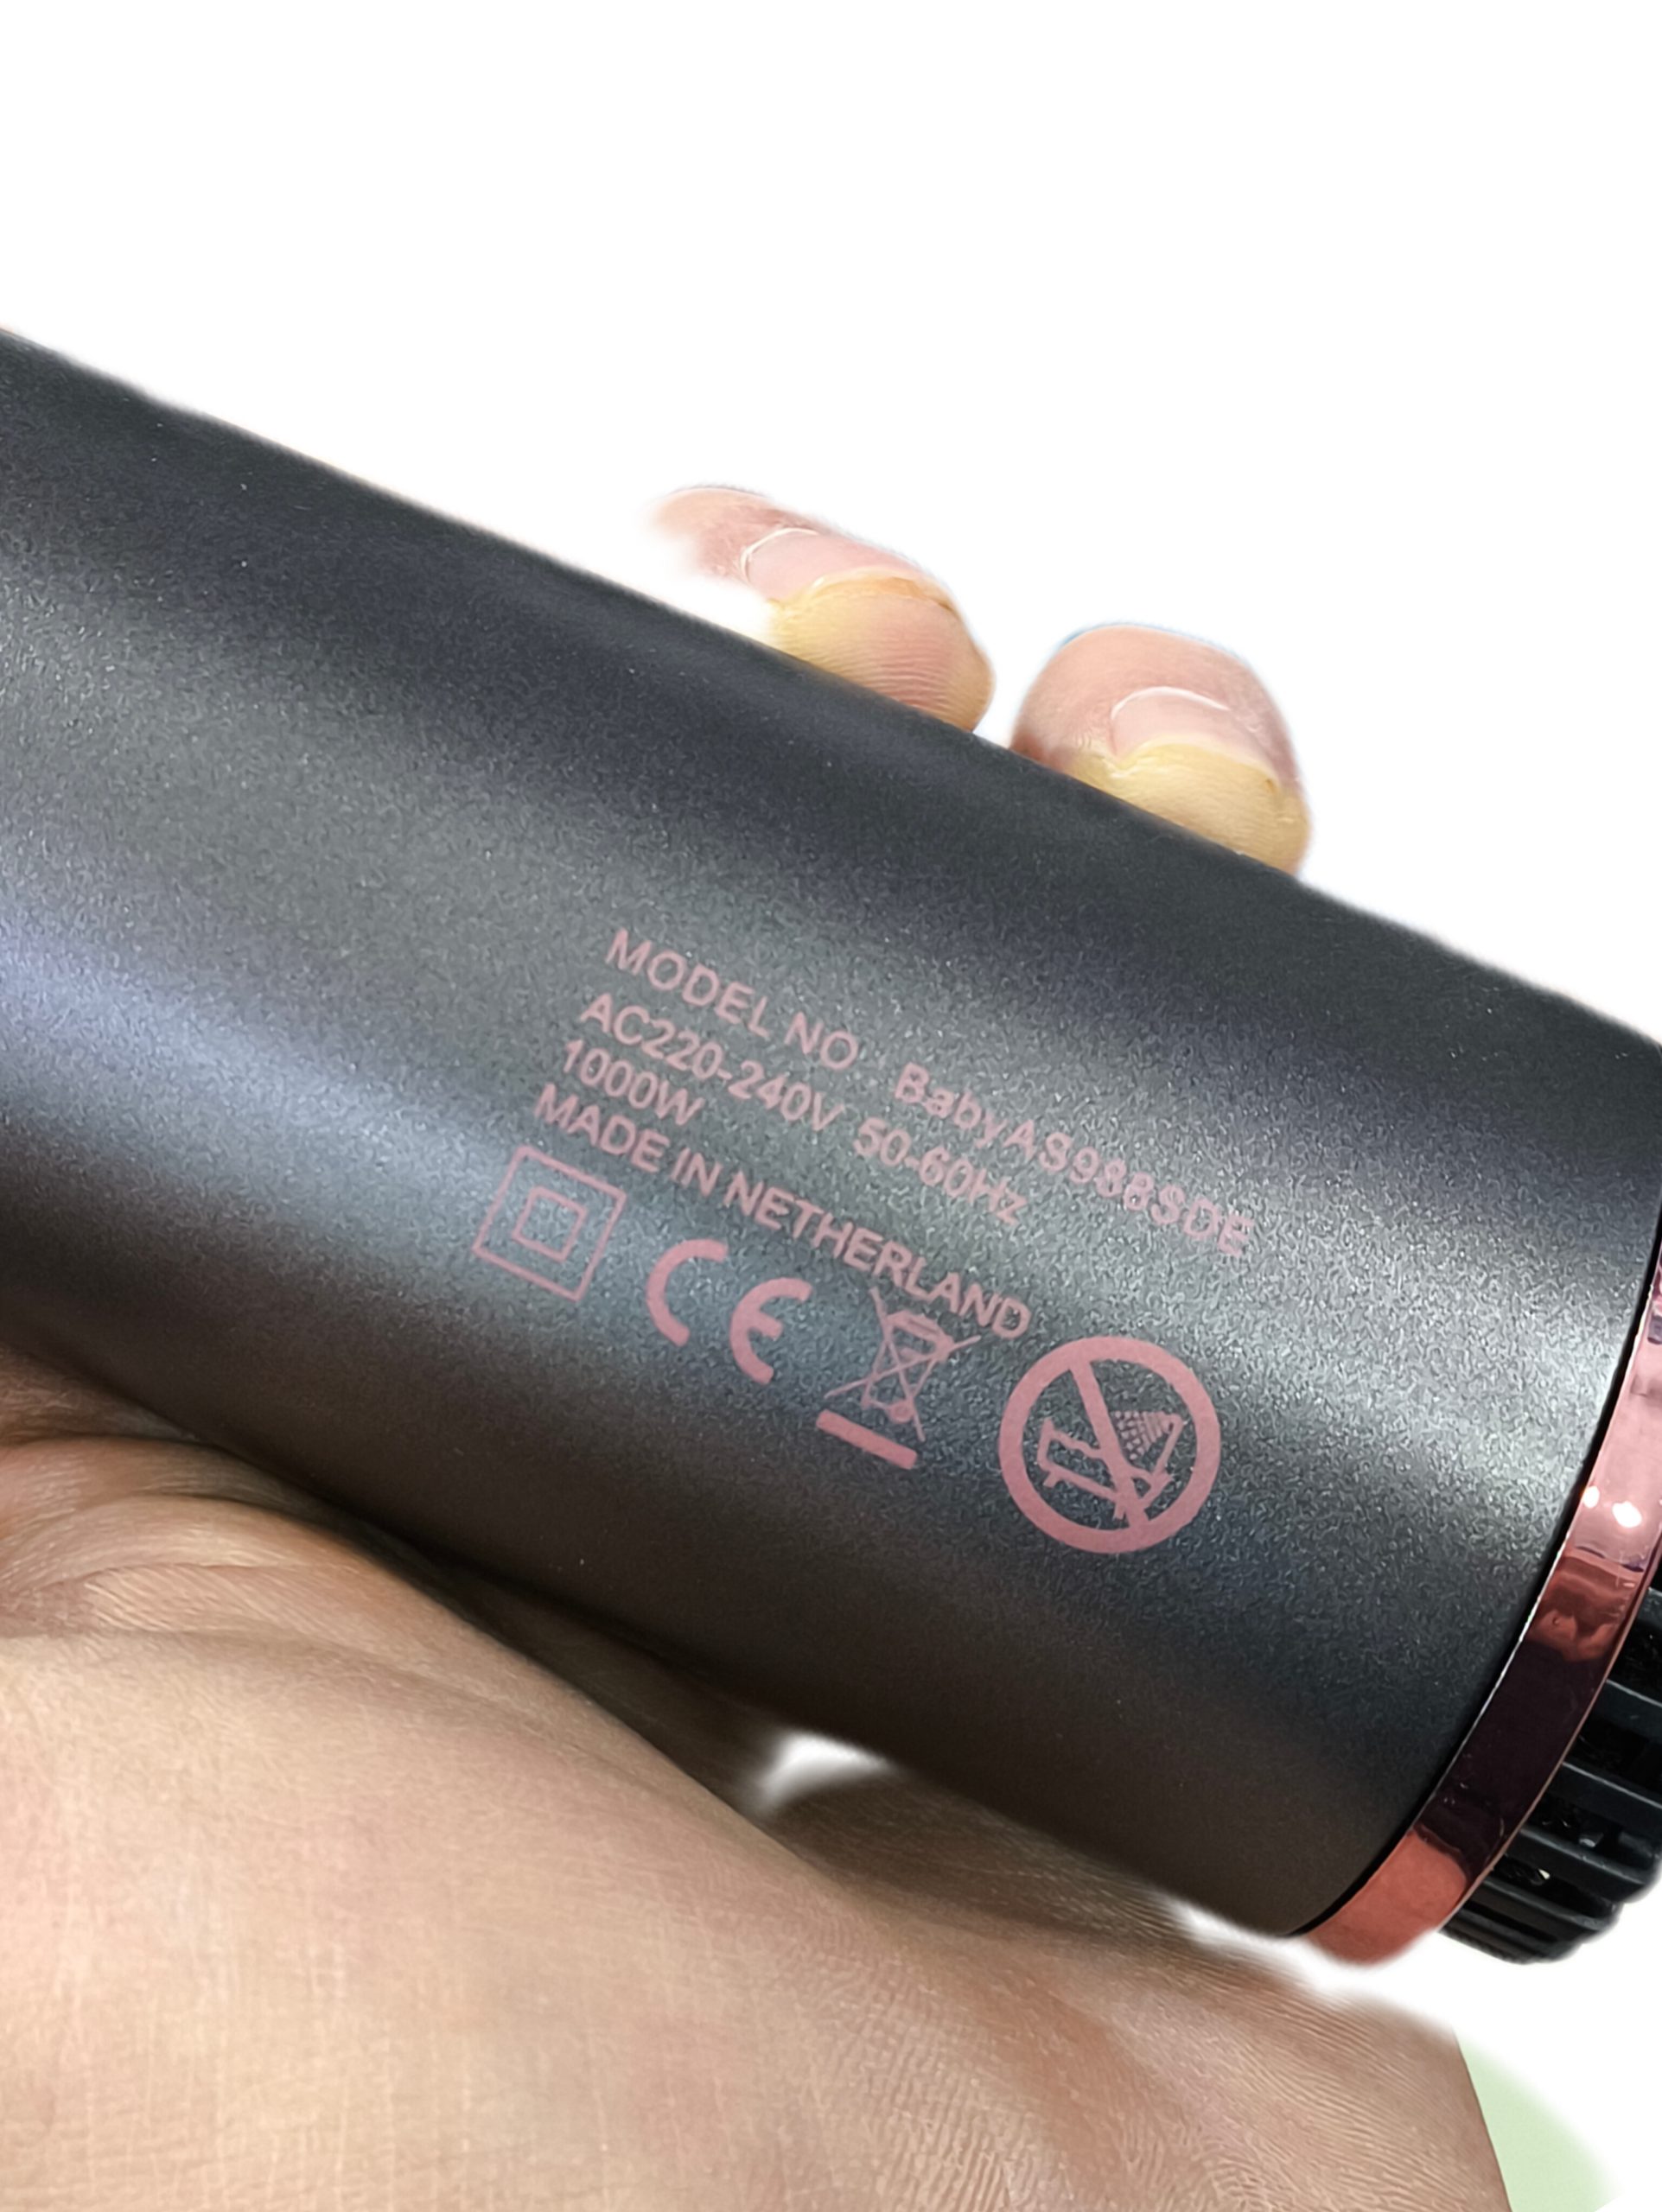 MODEL NO BabyAS988SDE
AC220-240V 50-60Hz
1000W
MADE IN NETHERLAND
CE